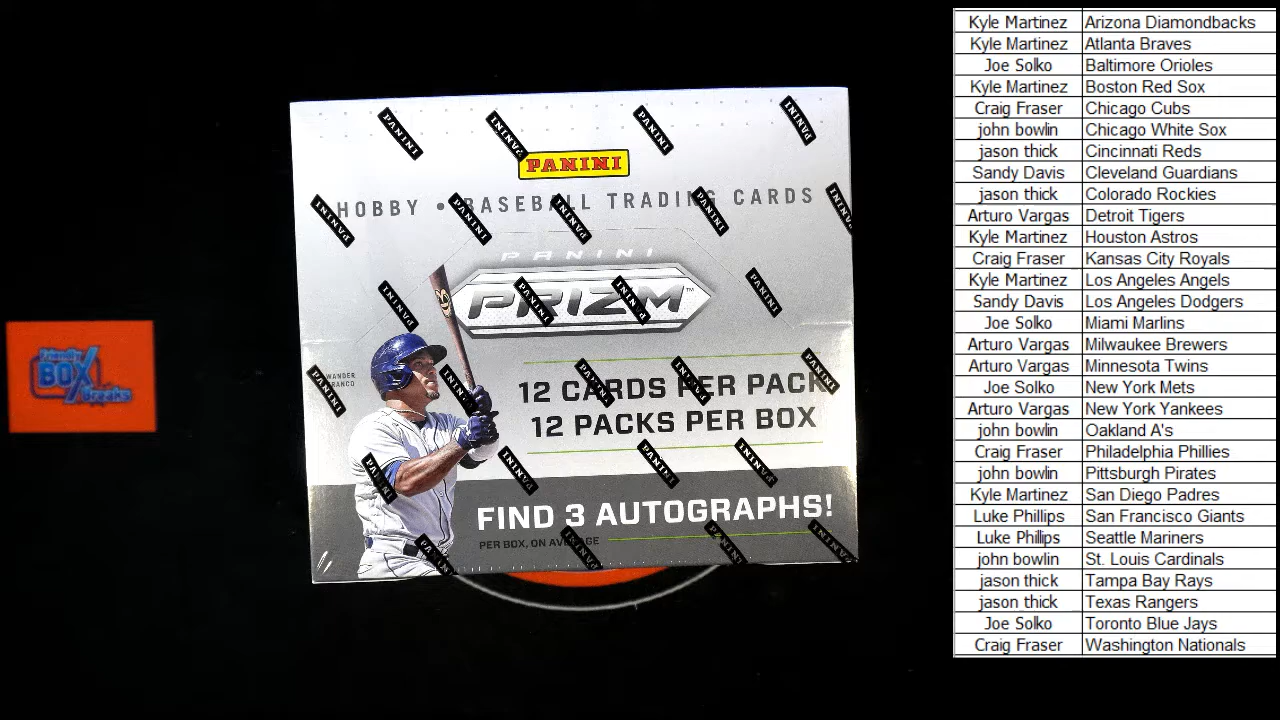 PANINI
HOBBY • BASEBALL TRADING CARDS
PANINI
PRIZM™
WANDER
FRANCO
12 CARDS PER PACK
12 PACKS PER BOX
FIND 3 AUTOGRAPHS!
PER BOX, ON AVERAGE
Friendly
BOX
Breaks
Kyle Martinez Arizona Diamondbacks
Kyle Martinez Atlanta Braves
Joe Solko Baltimore Orioles
Kyle Martinez Boston Red Sox
Craig Fraser Chicago Cubs
john bowlin Chicago White Sox
jason thick Cincinnati Reds
Sandy Davis Cleveland Guardians
jason thick Colorado Rockies
Arturo Vargas Detroit Tigers
Kyle Martinez Houston Astros
Craig Fraser Kansas City Royals
Kyle Martinez Los Angeles Angels
Sandy Davis Los Angeles Dodgers
Joe Solko Miami Marlins
Arturo Vargas Milwaukee Brewers
Arturo Vargas Minnesota Twins
Joe Solko New York Mets
Arturo Vargas New York Yankees
john bowlin Oakland A's
Craig Fraser Philadelphia Phillies
john bowlin Pittsburgh Pirates
Kyle Martinez San Diego Padres
Luke Phillips San Francisco Giants
Luke Phillips Seattle Mariners
john bowlin St. Louis Cardinals
jason thick Tampa Bay Rays
jason thick Texas Rangers
Joe Solko Toronto Blue Jays
Craig Fraser Washington Nationals